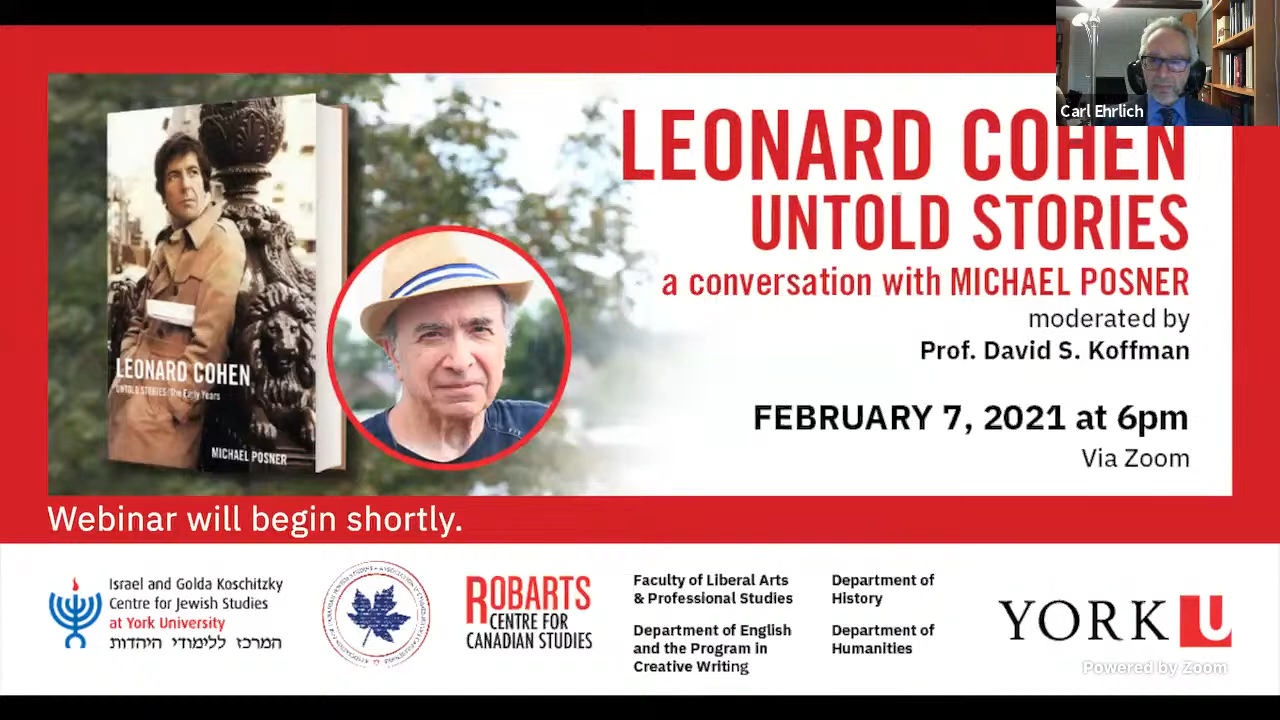 Carl Ehrlich
LEONARD COHEN
UNTOLD STORIES
a conversation with MICHAEL POSNER
moderated by
Prof. David S. Koffman
FEBRUARY 7, 2021 at 6pm
Via Zoom
LEONARD COHEN
UNTOLD STORIES/The Early Years
MICHAEL POSNER
Webinar will begin shortly.
Israel and Golda Koschitzky
Centre for Jewish Studies
at York University
המרכז ללימודי היהדות
ROBARTS
CENTRE FOR
CANADIAN STUDIES
Faculty of Liberal Arts
& Professional Studies
Department of English
and the Program in
Creative Writing
Department of
History
Department of
Humanities
YORK U
Powered by Zoom